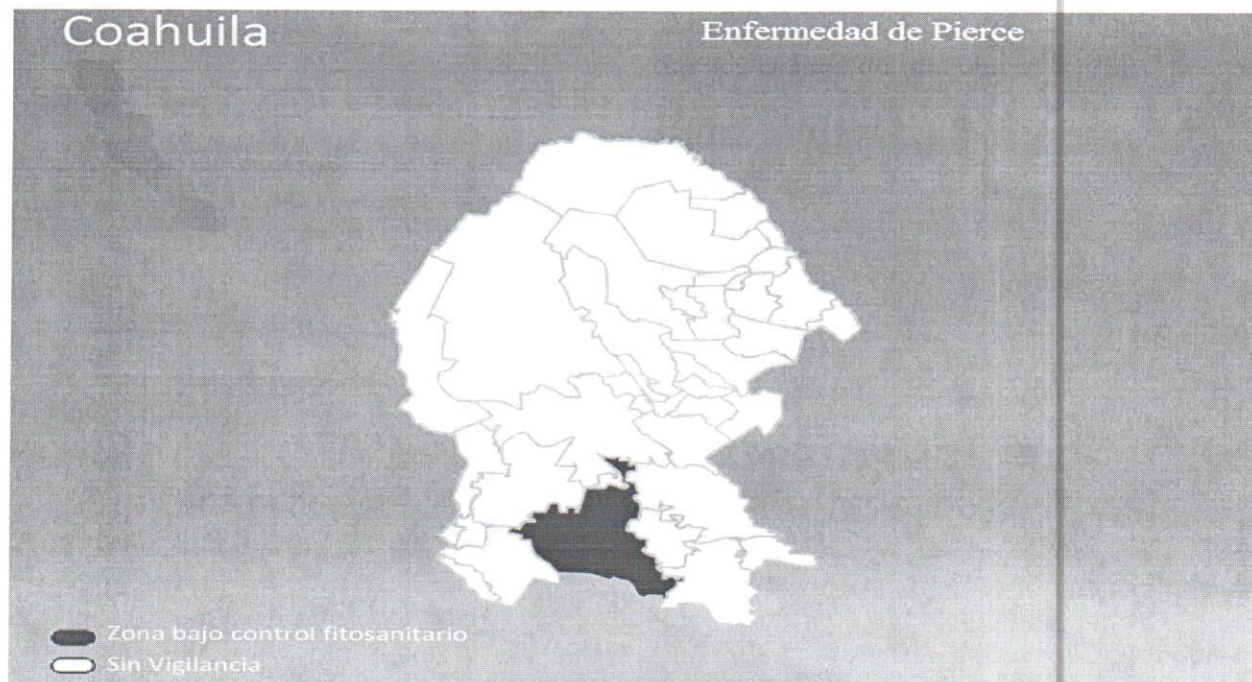 Coahuila
Enfermedad de Pierce
Zona bajo control fitosanitario
Sin Vigilancia